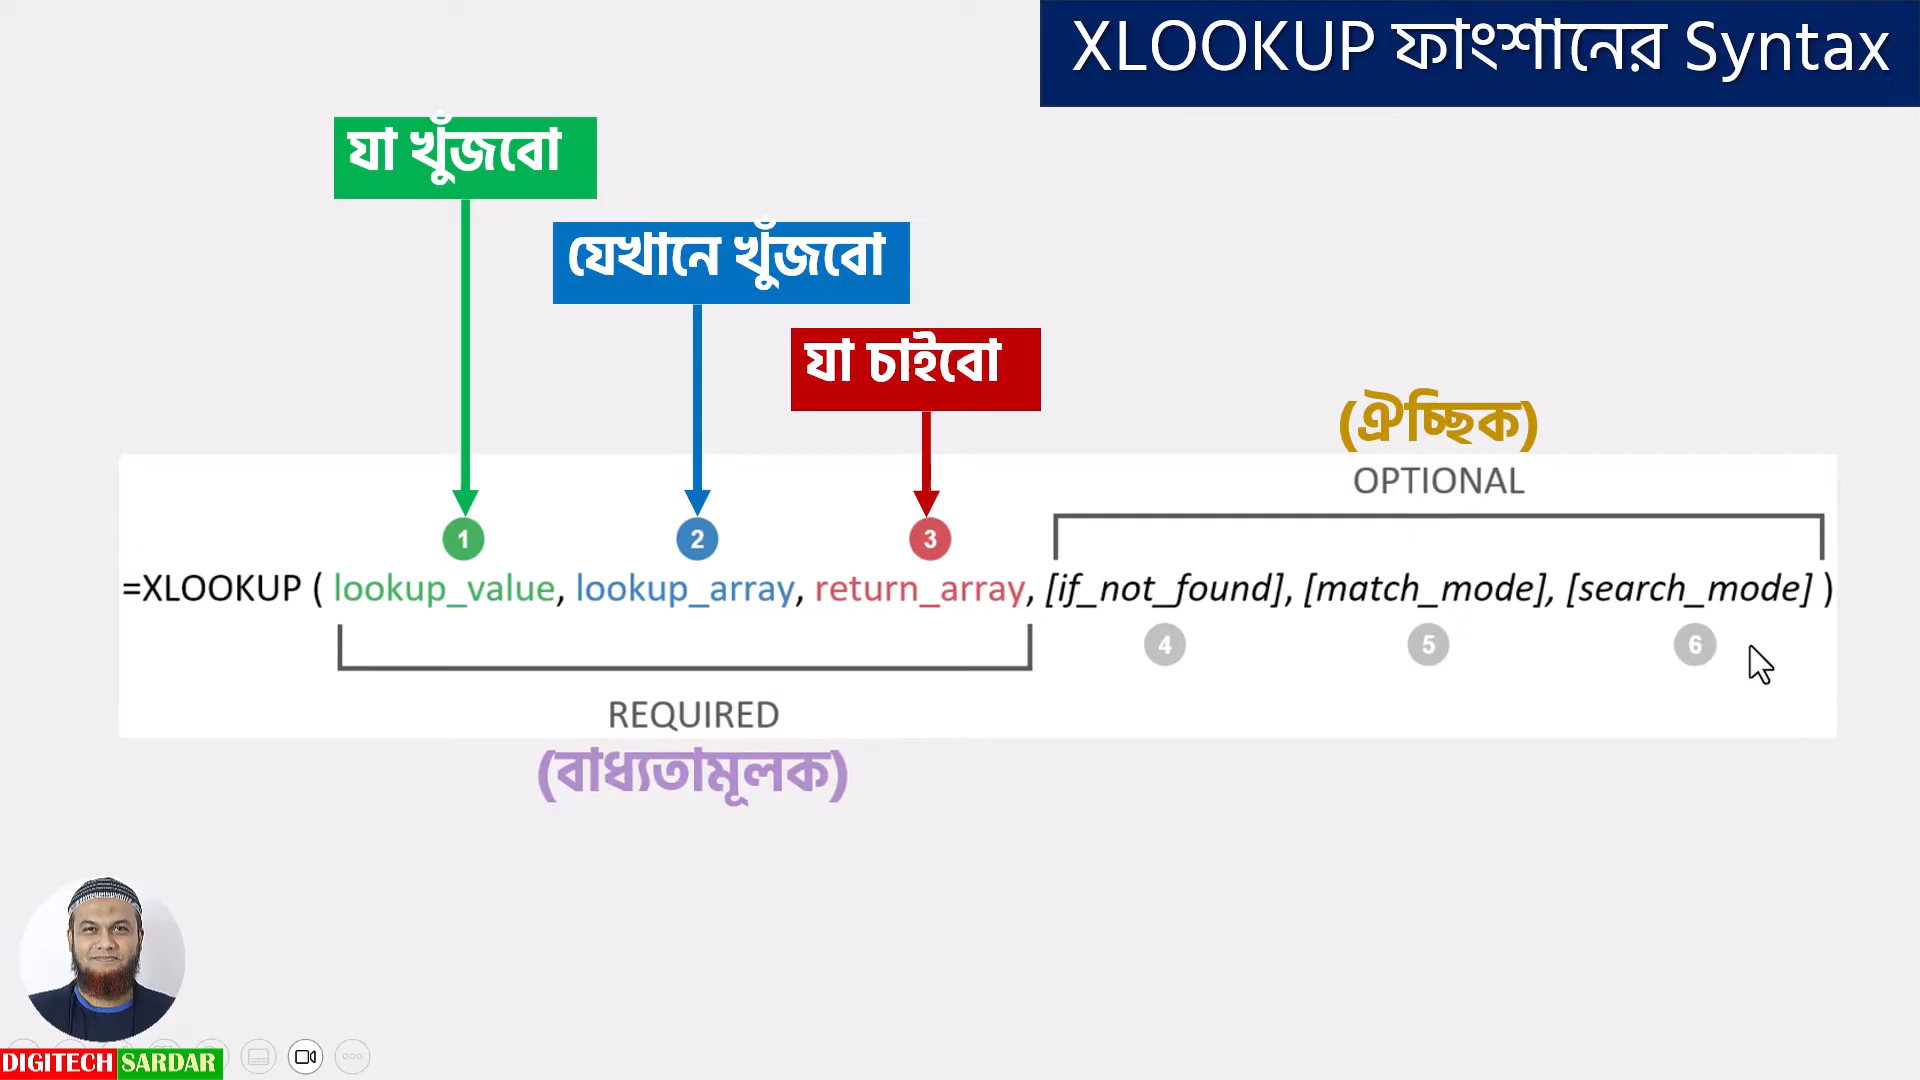 XLOOKUP ফাংশানের Syntax
যা খুঁজবো
যেখানে খুঁজবো
যা চাইবো
(ঐচ্ছিক)
OPTIONAL
1 2 3
=XLOOKUP ( lookup_value, lookup_array, return_array, [if_not_found], [match_mode], [search_mode] )
4 5 6
REQUIRED
(বাধ্যতামূলক)
DIGITECH SARDAR